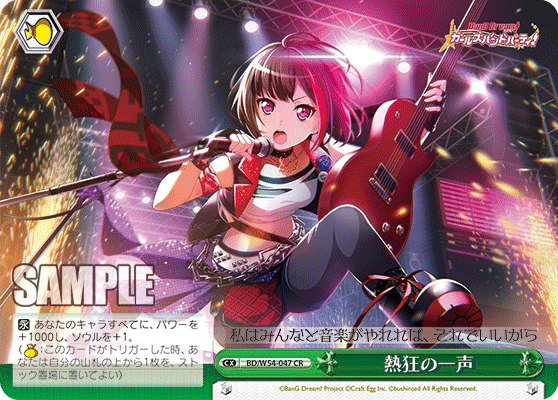 BanG Dream!
ガールズバンドパーティ!
SAMPLE
永 あなたのキャラすべてに、パワーを
+1000し、ソウルを+1。
(:このカードがトリガーした時、あ
なたは自分の山札の上から1枚を、スト
ック置場に置いてよい)
私はみんなと音楽がやれれば、それでいいから
CX BD/W54-047 CR
熱狂の一声
©BanG Dream! Project ©Craft Egg Inc. ©bushiroad All Rights Reserved.